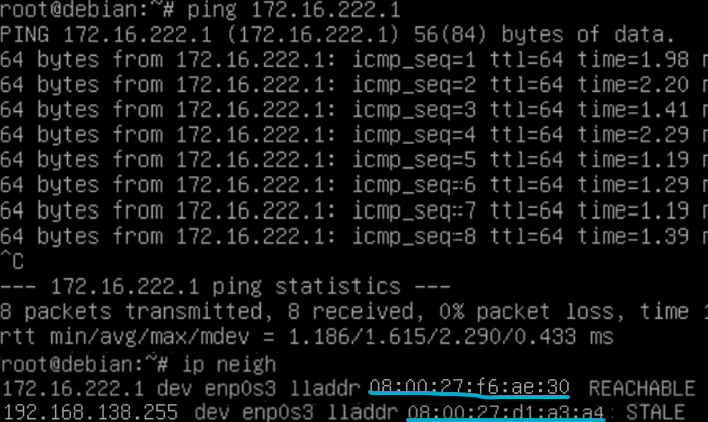 root@debian:~# ping 172.16.222.1
PING 172.16.222.1 (172.16.222.1) 56(84) bytes of data.
64 bytes from 172.16.222.1: icmp_seq=1 ttl=64 time=1.98
64 bytes from 172.16.222.1: icmp_seq=2 ttl=64 time=2.20
64 bytes from 172.16.222.1: icmp_seq=3 ttl=64 time=1.41
64 bytes from 172.16.222.1: icmp_seq=4 ttl=64 time=2.29
64 bytes from 172.16.222.1: icmp_seq=5 ttl=64 time=1.19
64 bytes from 172.16.222.1: icmp_seq=6 ttl=64 time=1.29
64 bytes from 172.16.222.1: icmp_seq=7 ttl=64 time=1.19
64 bytes from 172.16.222.1: icmp_seq=8 ttl=64 time=1.39
^C
--- 172.16.222.1 ping statistics ---
8 packets transmitted, 8 received, 0% packet loss, time
rtt min/avg/max/mdev = 1.186/1.615/2.290/0.433 ms
root@debian:~# ip neigh
172.16.222.1 dev enp0s3 lladdr 08:00:27:f6:ae:30 REACHABLE
192.168.138.255 dev enp0s3 lladdr 08:00:27:d1:a3:a4 STALE